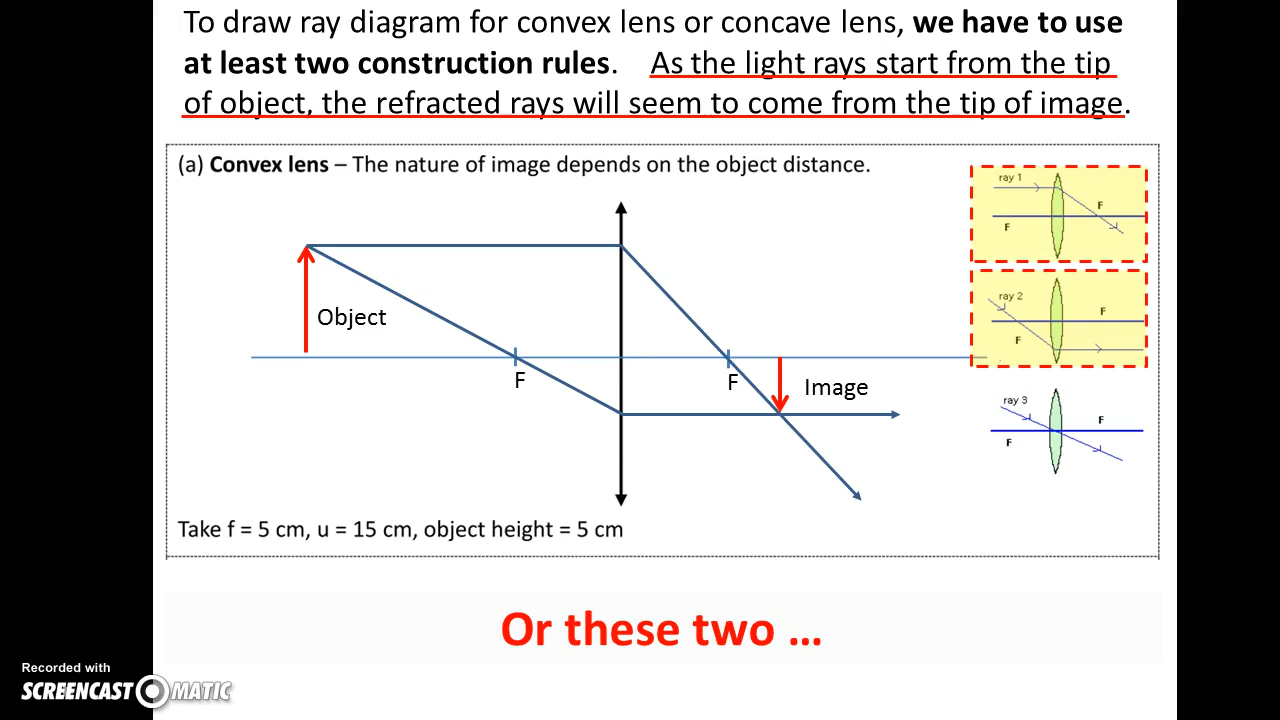 To draw ray diagram for convex lens or concave lens, we have to use
at least two construction rules. As the light rays start from the tip
of object, the refracted rays will seem to come from the tip of image.
(a) Convex lens – The nature of image depends on the object distance.
ray 1
F
F
Object
ray 2
F
F
F
F
Image
ray 3
F
F
Take f = 5 cm, u = 15 cm, object height = 5 cm
Or these two ...
Recorded with
SCREENCAST MATIC